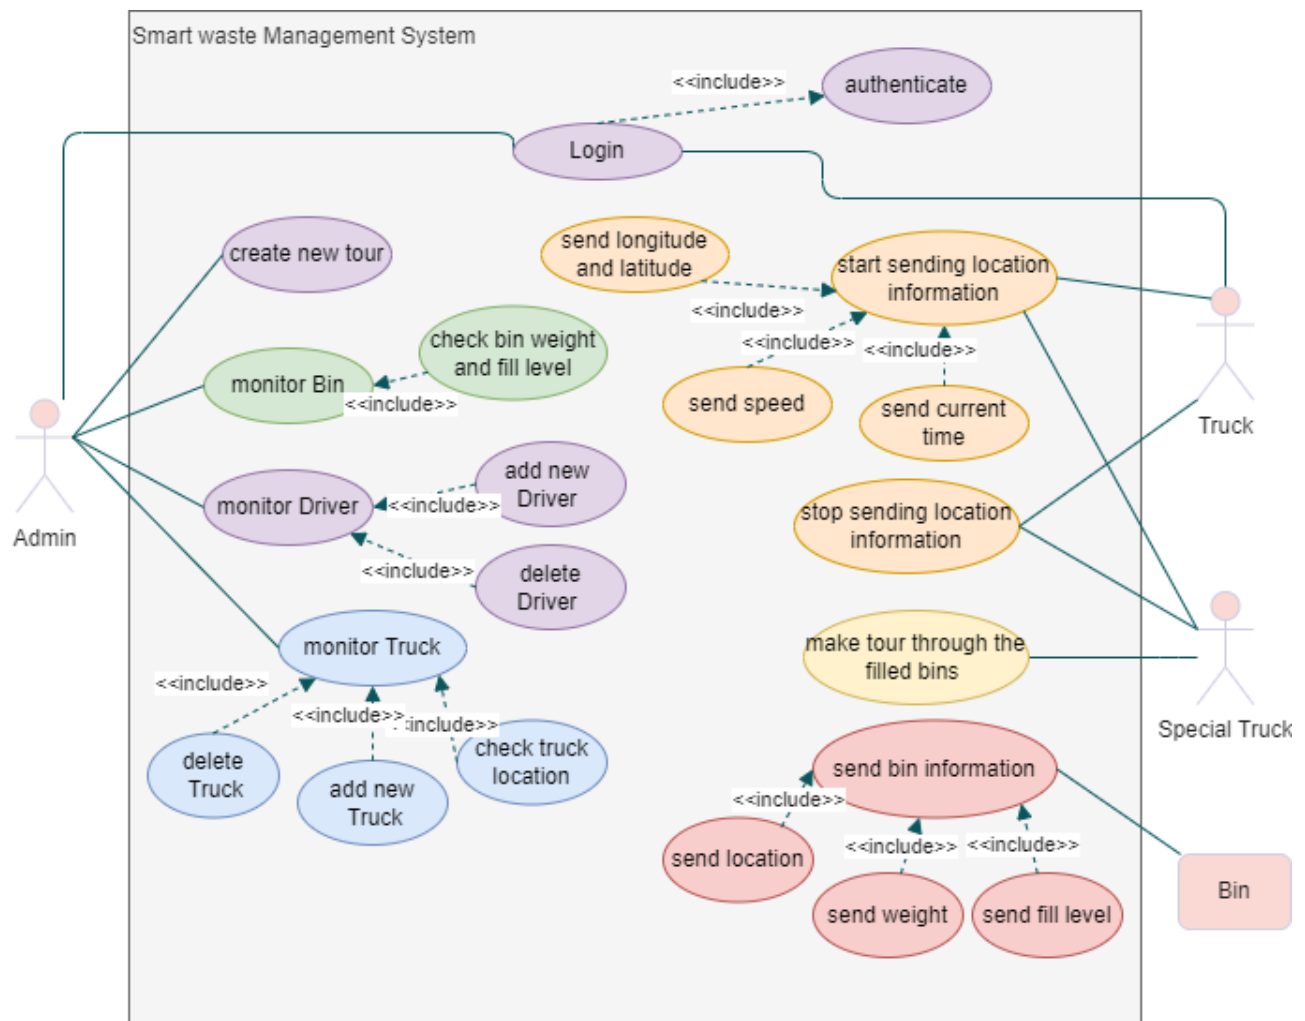 Smart waste Management System
<<include>>
authenticate
Login
create new tour
send longitude
and latitude
start sending location
information
<<include>>
<<include>>
<<include>>
check bin weight
and fill level
monitor Bin
<<include>>
send speed
send current
time
Truck
Admin
add new
Driver
monitor Driver
<<include>>
<<include>>
delete
Driver
stop sending location
information
monitor Truck
<<include>>
<<include>>
<<include>>
delete
Truck
add new
Truck
check truck
location
make tour through the
filled bins
Special Truck
send bin information
<<include>>
<<include>>
<<include>>
send location
send weight
send fill level
Bin